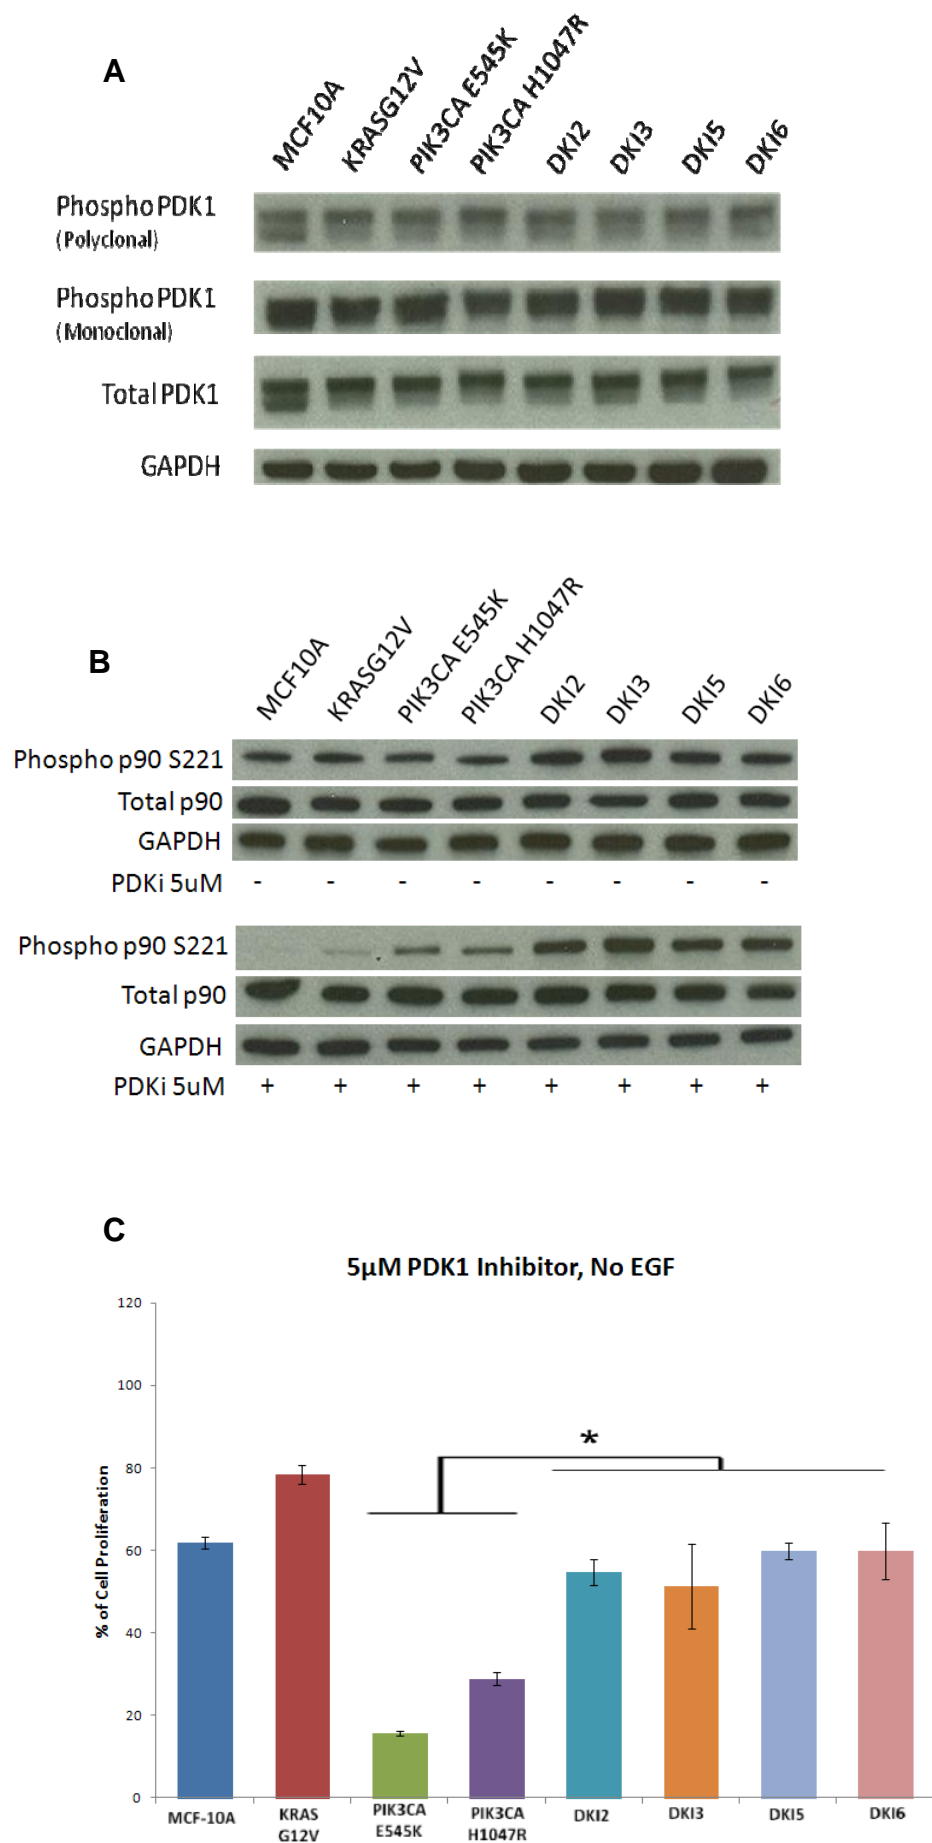 A
MCF10A KRASG12V PIK3CA E545K PIK3CA H1047R DKI2 DKI3 DKI5 DKI6
Phospho PDK1
(Polyclonal)
Phospho PDK1
(Monoclonal)
Total PDK1
GAPDH
B
MCF10A KRASG12V PIK3CA E545K PIK3CA H1047R DKI2 DKI3 DKI5 DKI6
Phospho p90 S221
Total p90
GAPDH
PDKi 5uM - - - - - - - -
Phospho p90 S221
Total p90
GAPDH
PDKi 5uM + + + + + + + +
C
5µM PDK1 Inhibitor, No EGF
% of Cell Proliferation
120
100
80
60
40
20
0
*
MCF-10A
KRAS
G12V
PIK3CA
E545K
PIK3CA
H1047R
DKI2
DKI3
DKI5
DKI6